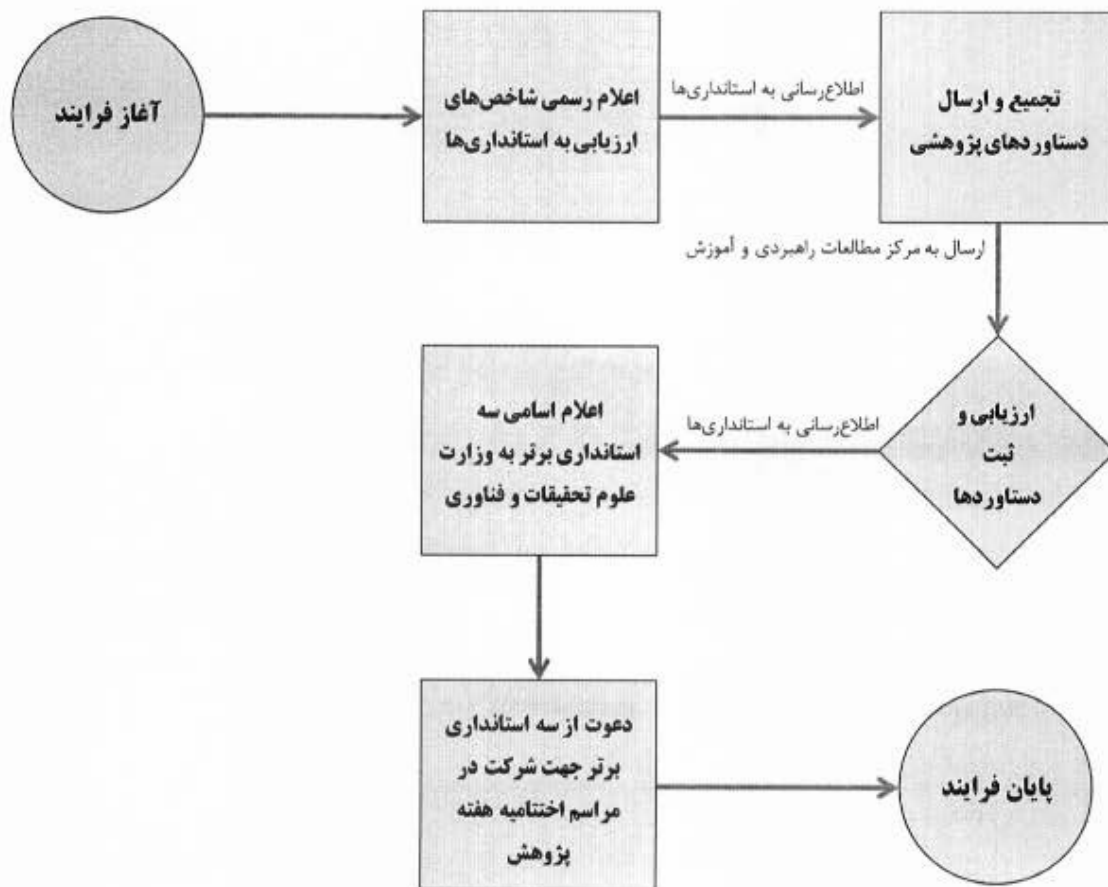 آغاز فرایند
اعلام رسمی شاخص‌های
ارزیابی به استانداری‌ها
اطلاع‌رسانی به استانداری‌ها
تجمیع و ارسال
دستاوردهای پژوهشی
ارسال به مرکز مطالعات راهبردی و آموزش
ارزیابی و
ثبت
دستاوردها
اطلاع‌رسانی به استانداری‌ها
اعلام اسامی سه
استانداری برتر به وزارت
علوم تحقیقات و فناوری
دعوت از سه استانداری
برتر جهت شرکت در
مراسم اختتامیه هفته
پژوهش
پایان فرایند